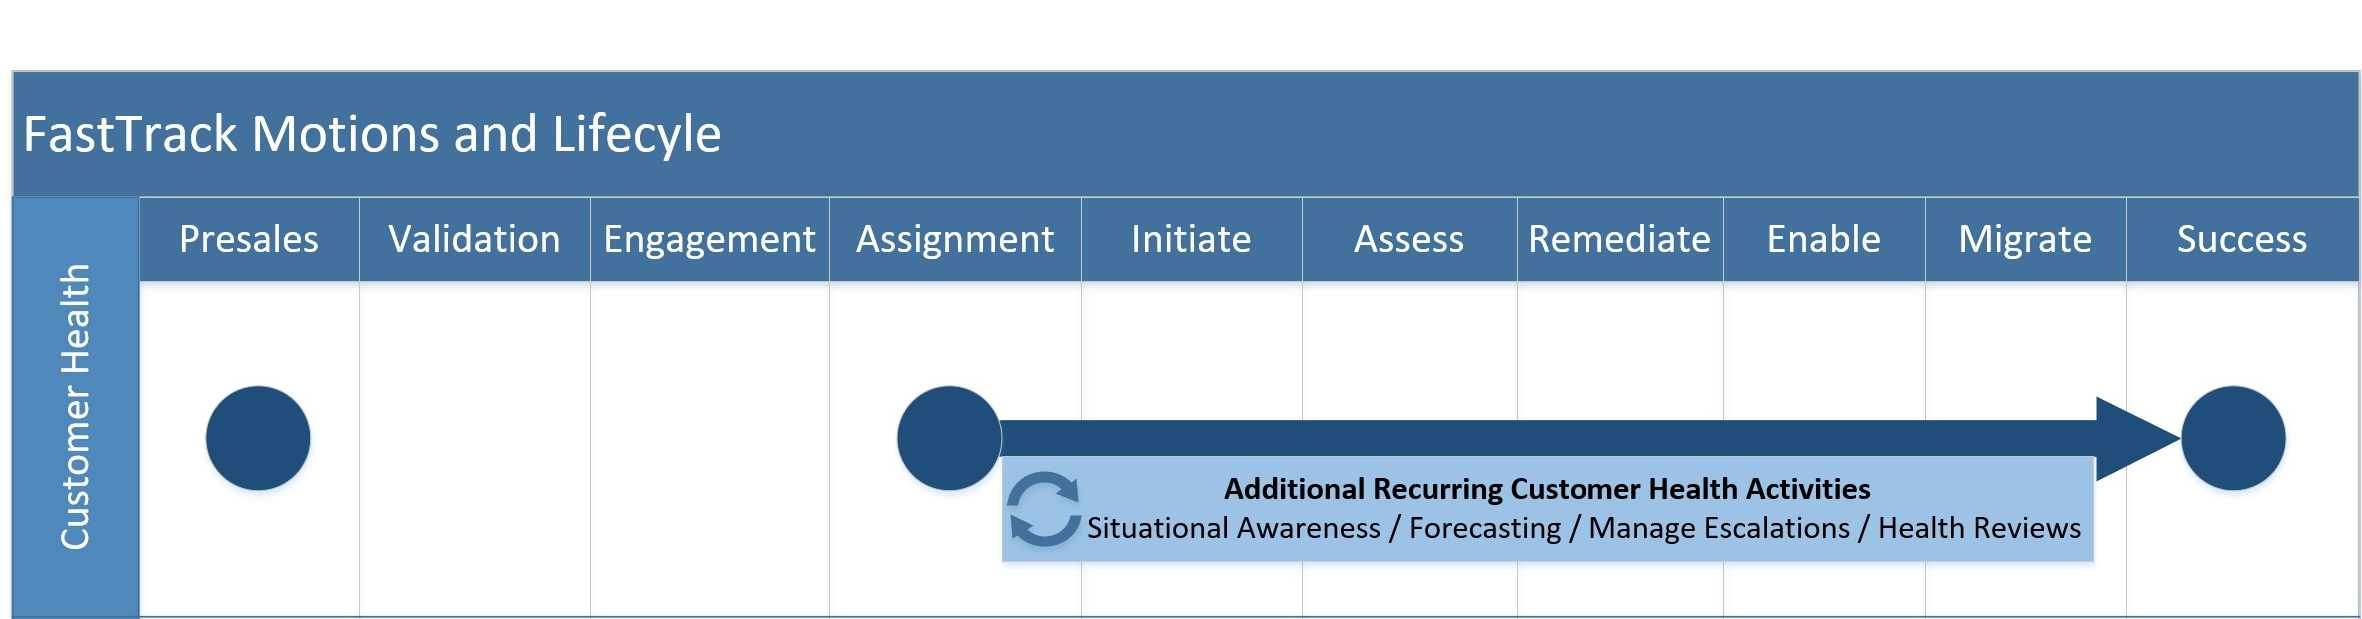 FastTrack Motions and Lifecyle
Presales
Validation
Engagement
Assignment
Initiate
Assess
Remediate
Enable
Migrate
Success
Customer Health
Additional Recurring Customer Health Activities
Situational Awareness / Forecasting / Manage Escalations / Health Reviews